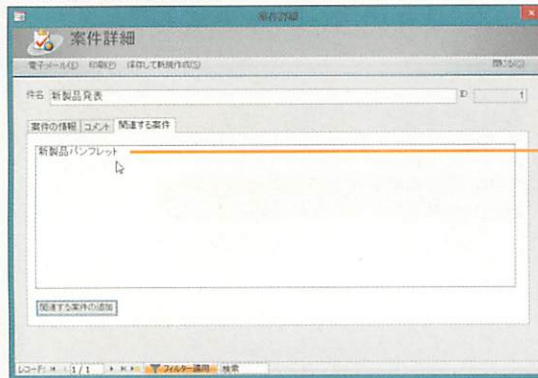 案件詳細
案件詳細
電子メール(E) 印刷(P) 保存して新規作成(S) 閉じる(C)
件名 新製品発表 ID 1
案件の情報 コメント 関連する案件
新製品パンフレット
関連する案件の追加
レコード: 1 / 1 フィルター適用 検索